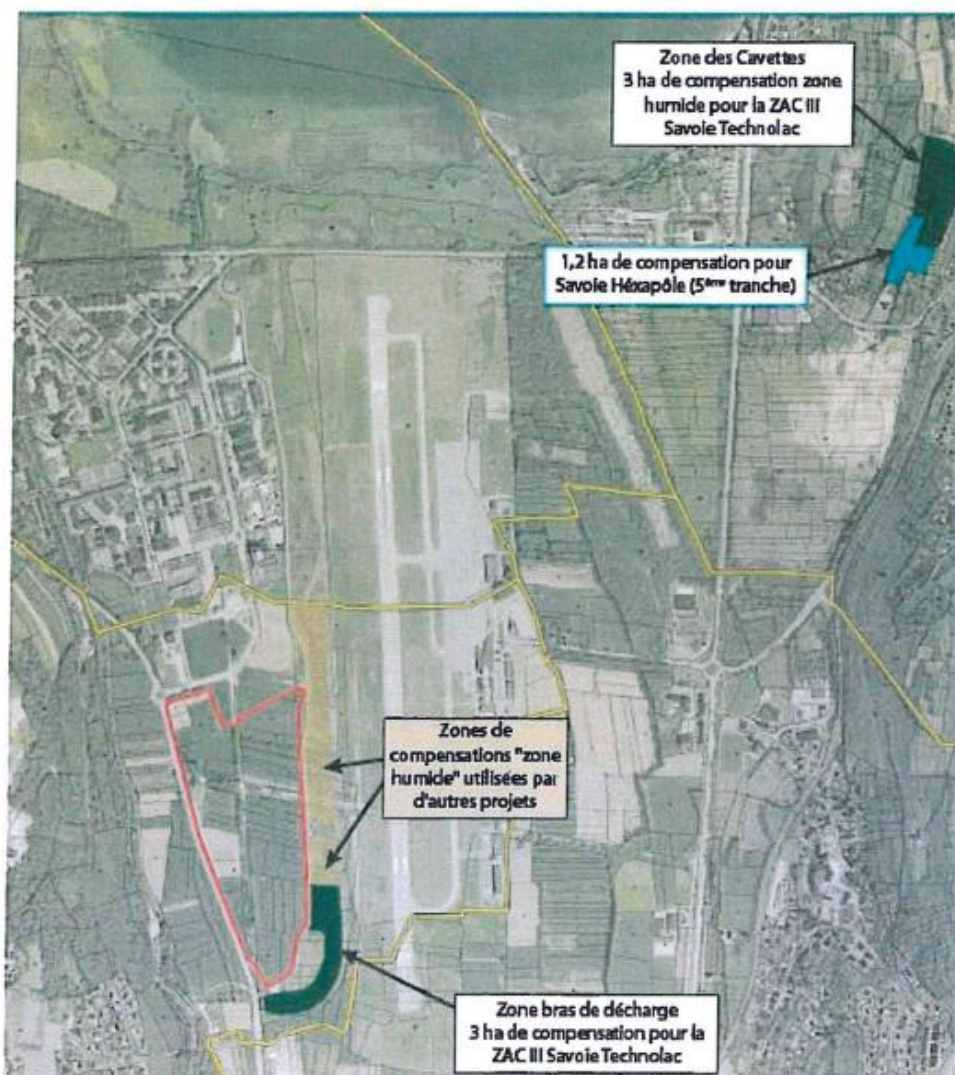 Zone des Cavettes
3 ha de compensation zone
humide pour la ZAC III
Savoie Technolac
1,2 ha de compensation pour
Savoie Héxapôle (5ème tranche)
Zones de
compensations "zone
humide" utilisées par
d'autres projets
Zone bras de décharge
3 ha de compensation pour la
ZAC III Savoie Technolac